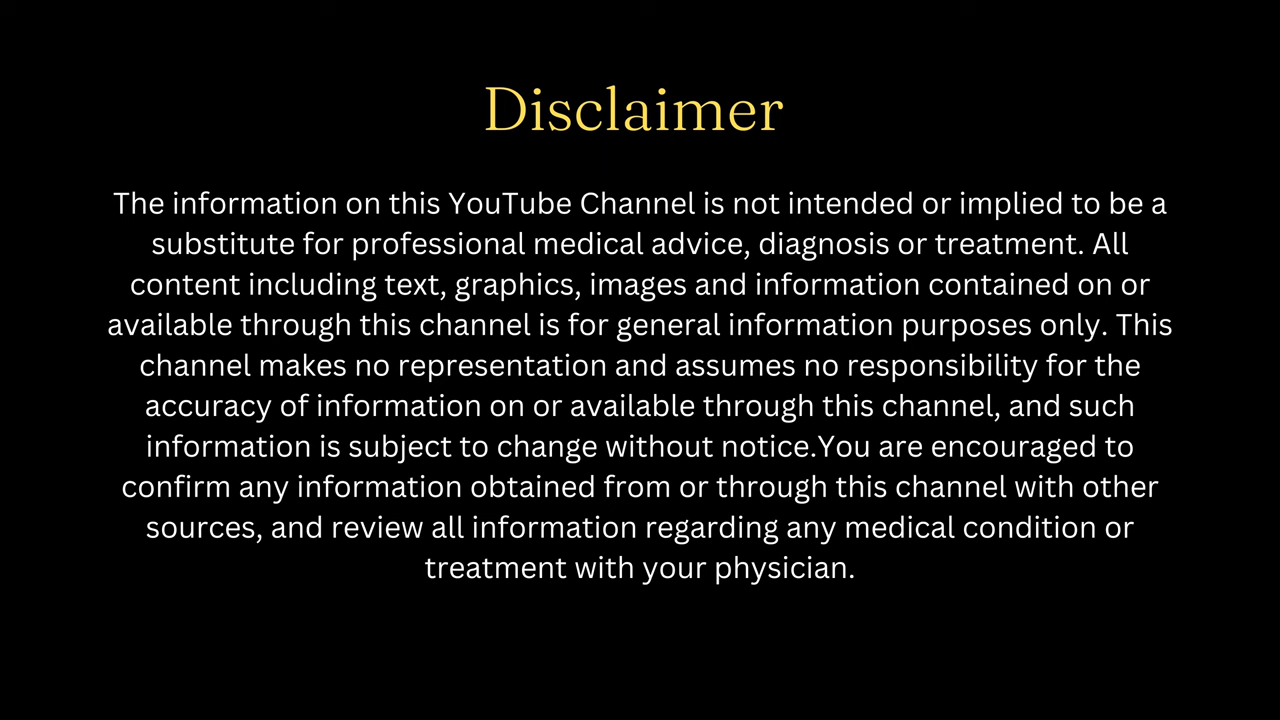 Disclaimer
The information on this YouTube Channel is not intended or implied to be a
substitute for professional medical advice, diagnosis or treatment. All
content including text, graphics, images and information contained on or
available through this channel is for general information purposes only. This
channel makes no representation and assumes no responsibility for the
accuracy of information on or available through this channel, and such
information is subject to change without notice.You are encouraged to
confirm any information obtained from or through this channel with other
sources, and review all information regarding any medical condition or
treatment with your physician.